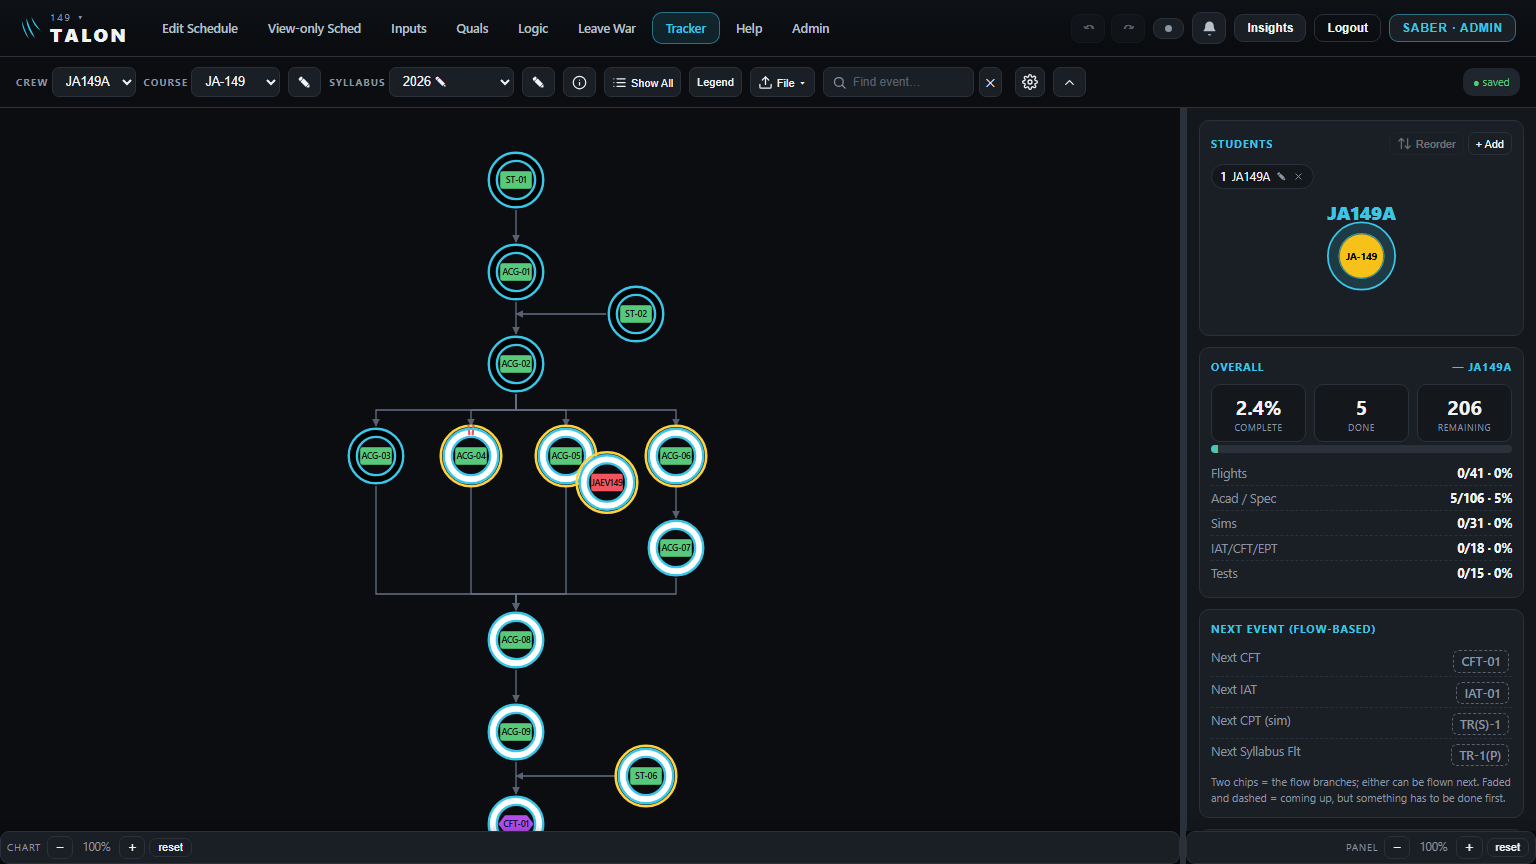 149
TALON
Edit Schedule
View-only Sched
Inputs
Quals
Logic
Leave War
Tracker
Help
Admin
Insights
Logout
SABER · ADMIN
CREW
JA149A
COURSE
JA-149
SYLLABUS
2026
Show All
Legend
File
Find event…
saved
ST-01
ACG-01
ST-02
ACG-02
ACG-03
ACG-04
ACG-05
ACG-06
JAEV149
ACG-07
ACG-08
ACG-09
ST-06
CFT-01
STUDENTS
Reorder
+ Add
1 JA149A
JA149A
JA-149
OVERALL
— JA149A
2.4%
COMPLETE
5
DONE
206
REMAINING
Flights 0/41 · 0%
Acad / Spec 5/106 · 5%
Sims 0/31 · 0%
IAT/CFT/EPT 0/18 · 0%
Tests 0/15 · 0%
NEXT EVENT (FLOW-BASED)
Next CFT CFT-01
Next IAT IAT-01
Next CPT (sim) TR(S)-1
Next Syllabus Flt TR-1(P)
Two chips = the flow branches; either can be flown next. Faded
and dashed = coming up, but something has to be done first.
CHART − 100% + reset
PANEL − 100% + reset